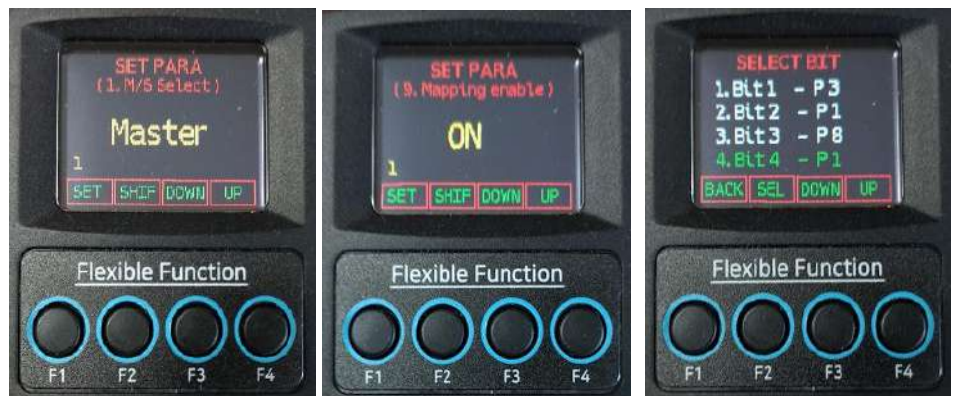 SET PARA
(1. M/S Select)
Master
1
SET SHIF DOWN UP
Flexible Function
F1 F2 F3 F4
SET PARA
(9. Mapping enable)
ON
1
SET SHIF DOWN UP
Flexible Function
F1 F2 F3 F4
SELECT BIT
1.Bit1 - P3
2.Bit2 - P1
3.Bit3 - P8
4.Bit4 - P1
BACK SEL DOWN UP
Flexible Function
F1 F2 F3 F4